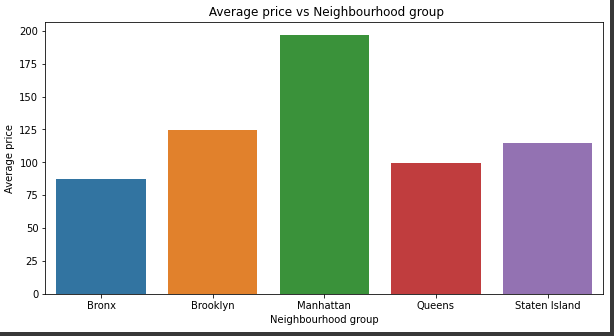 Average price vs Neighbourhood group
200
175
150
125
100
75
50
25
0
Average price
Bronx Brooklyn Manhattan Queens Staten Island
Neighbourhood group